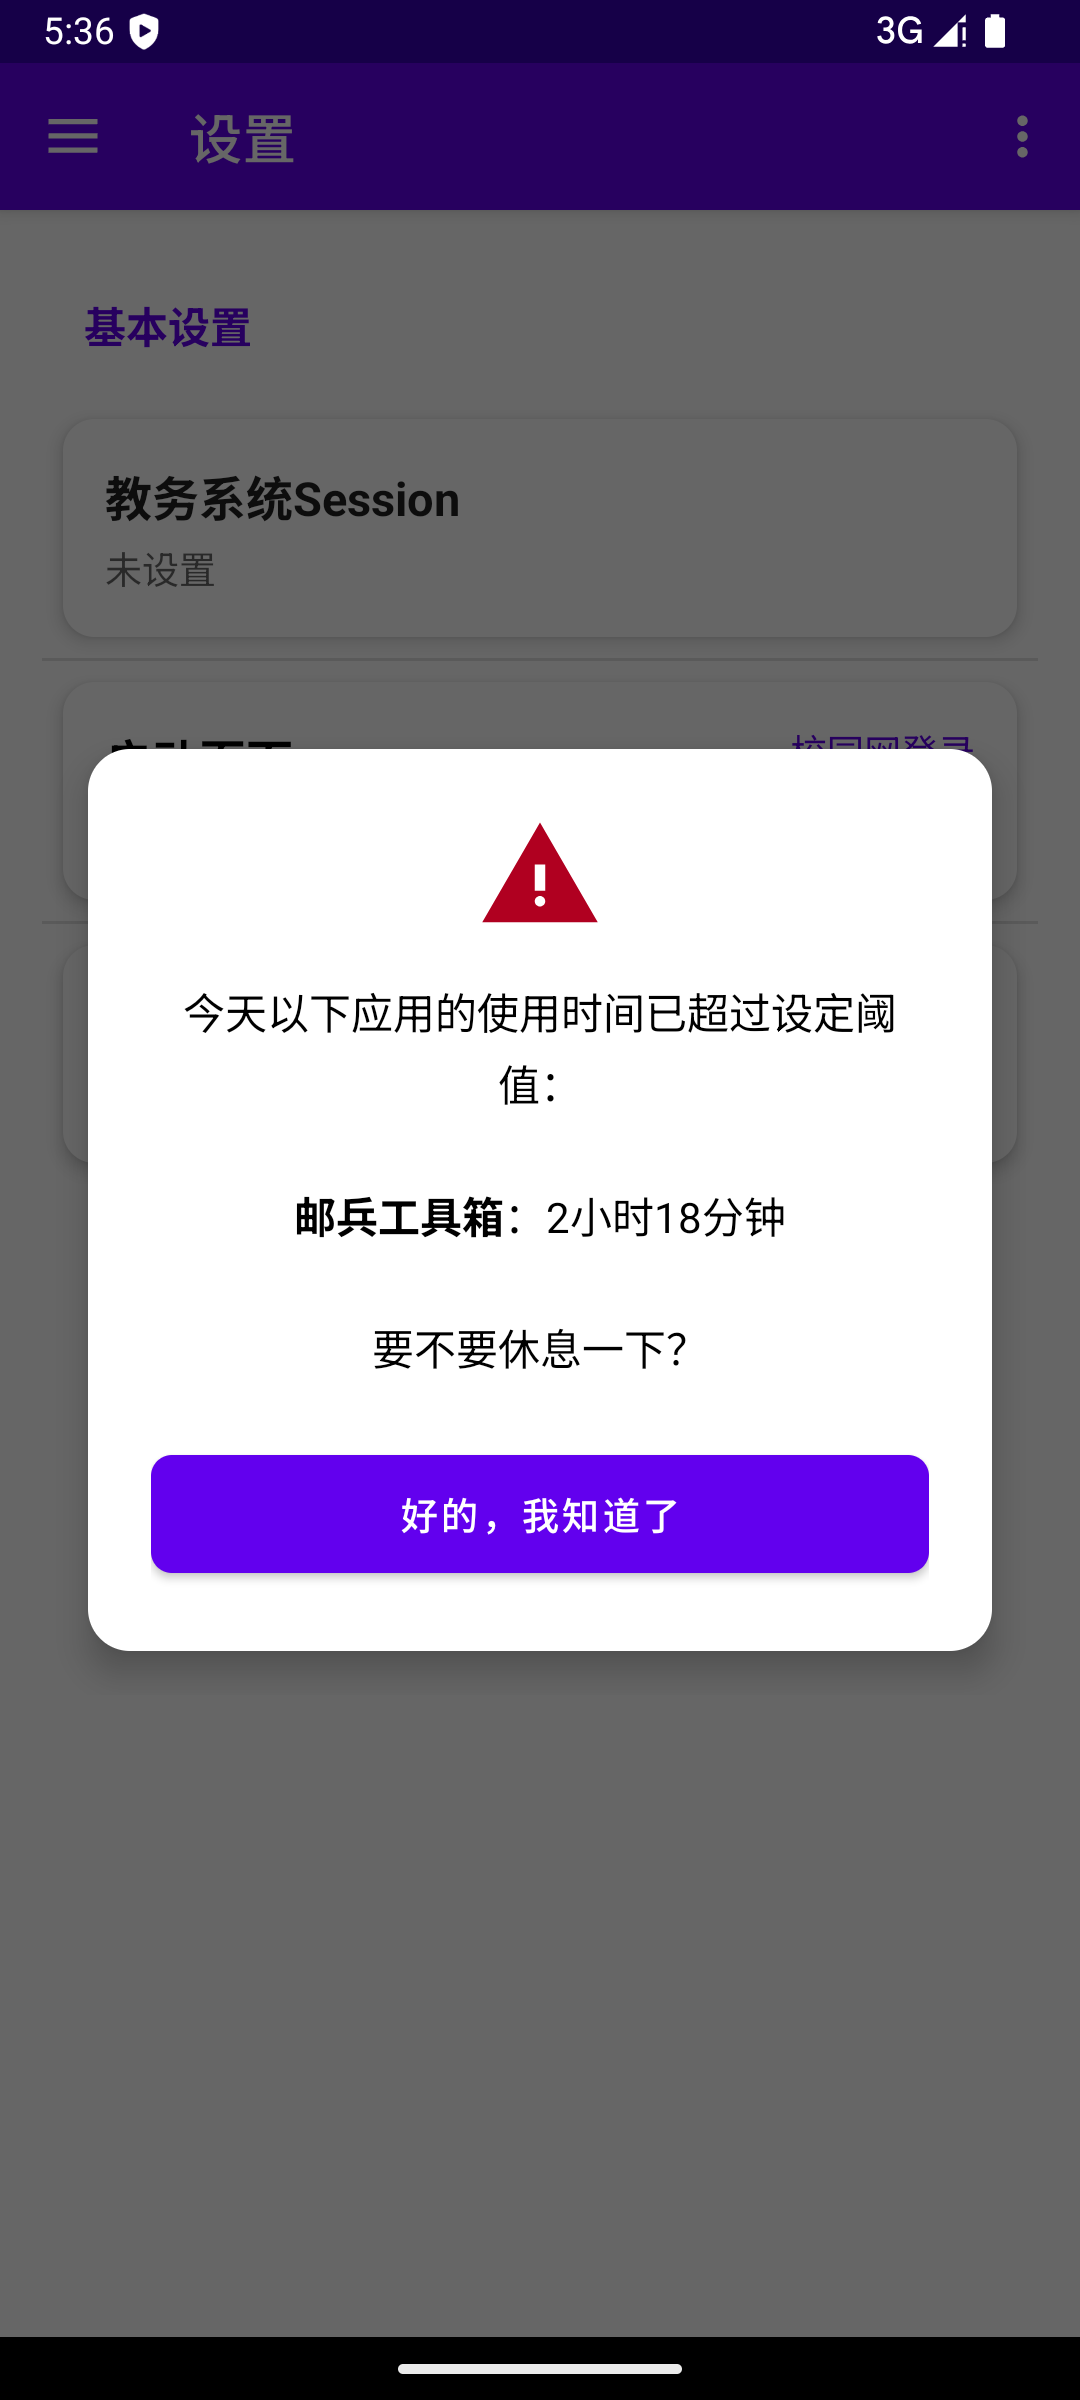 5:36
3G
设置
基本设置
教务系统Session
未设置
今天以下应用的使用时间已超过设定阈
值：
邮兵工具箱：2小时18分钟
要不要休息一下？
好的，我知道了